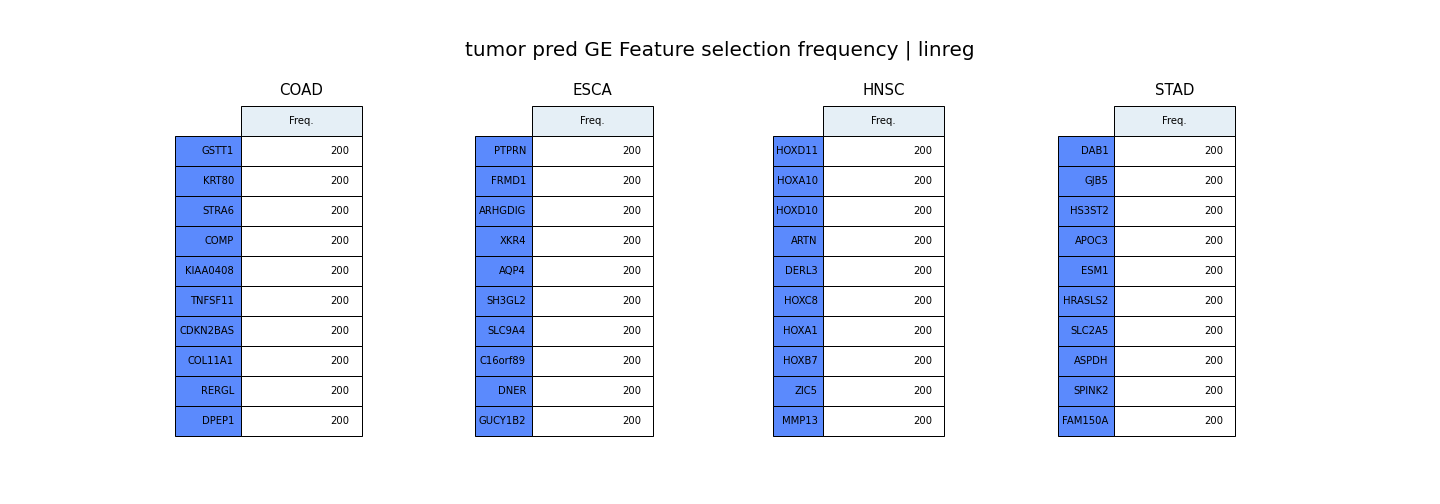 tumor pred GE Feature selection frequency | linreg
COAD
Freq.
GSTT1 200
KRT80 200
STRA6 200
COMP 200
KIAA0408 200
TNFSF11 200
CDKN2BAS 200
COL11A1 200
RERGL 200
DPEP1 200
ESCA
Freq.
PTPRN 200
FRMD1 200
ARHGDIG 200
XKR4 200
AQP4 200
SH3GL2 200
SLC9A4 200
C16orf89 200
DNER 200
GUCY1B2 200
HNSC
Freq.
HOXD11 200
HOXA10 200
HOXD10 200
ARTN 200
DERL3 200
HOXC8 200
HOXA1 200
HOXB7 200
ZIC5 200
MMP13 200
STAD
Freq.
DAB1 200
GJB5 200
HS3ST2 200
APOC3 200
ESM1 200
HRASLS2 200
SLC2A5 200
ASPDH 200
SPINK2 200
FAM150A 200